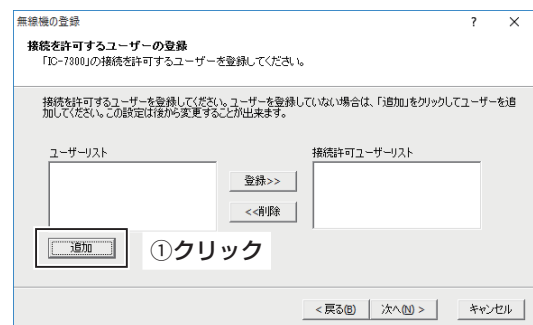 無線機の登録
接続を許可するユーザーの登録
「IC-7300」の接続を許可するユーザーを登録してください。
接続を許可するユーザーを登録してください。ユーザーを登録していない場合は、「追加」をクリックしてユーザーを追
加してください。この設定は後から変更することが出来ます。
ユーザーリスト
接続許可ユーザーリスト
登録>>
<<削除
追加
①クリック
< 戻る(B)
次へ(N) >
キャンセル